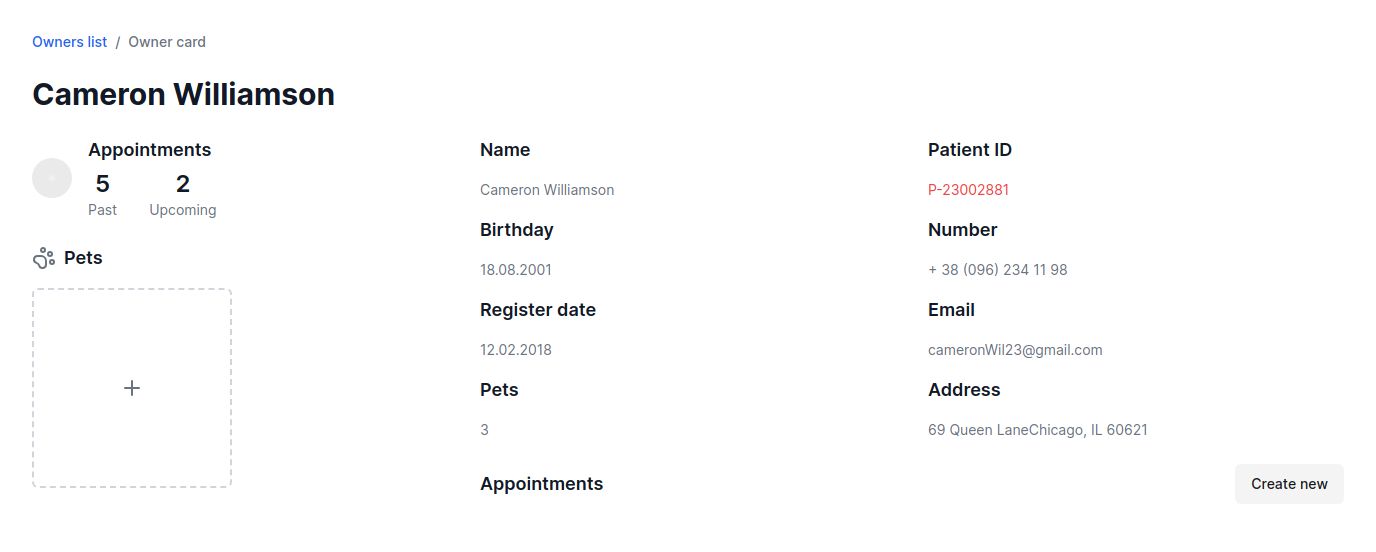 Owners list / Owner card
Cameron Williamson
Appointments
5 2
Past Upcoming
Pets
Name
Cameron Williamson
Birthday
18.08.2001
Register date
12.02.2018
Pets
3
Patient ID
P-23002881
Number
+ 38 (096) 234 11 98
Email
cameronWil23@gmail.com
Address
69 Queen LaneChicago, IL 60621
Appointments
Create new